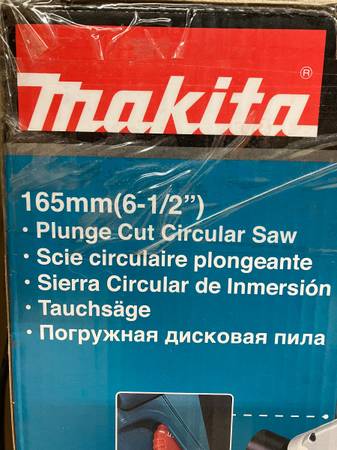 makita®
165mm(6-1/2”)
· Plunge Cut Circular Saw
· Scie circulaire plongeante
· Sierra Circular de Inmersión
· Tauchsäge
· Погружная дисковая пила